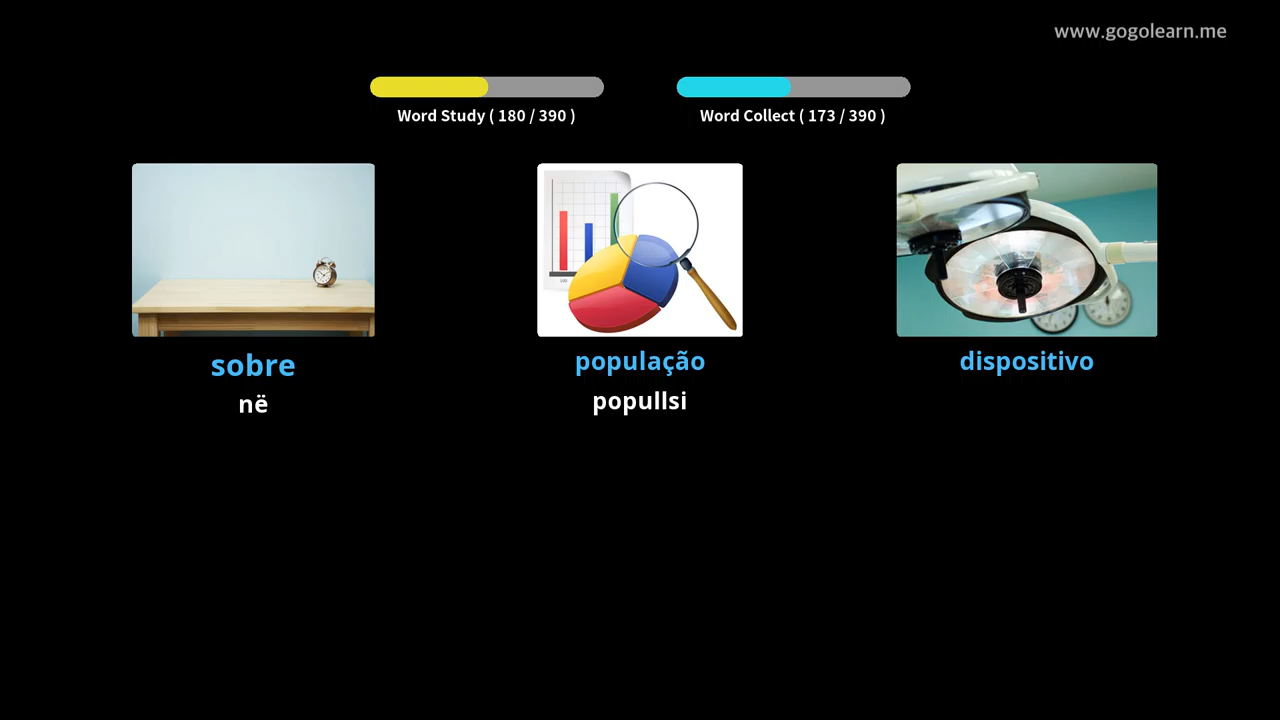 www.gogolearn.me
Word Study ( 180 / 390 )
Word Collect ( 173 / 390 )
sobre
në
população
popullsi
dispositivo